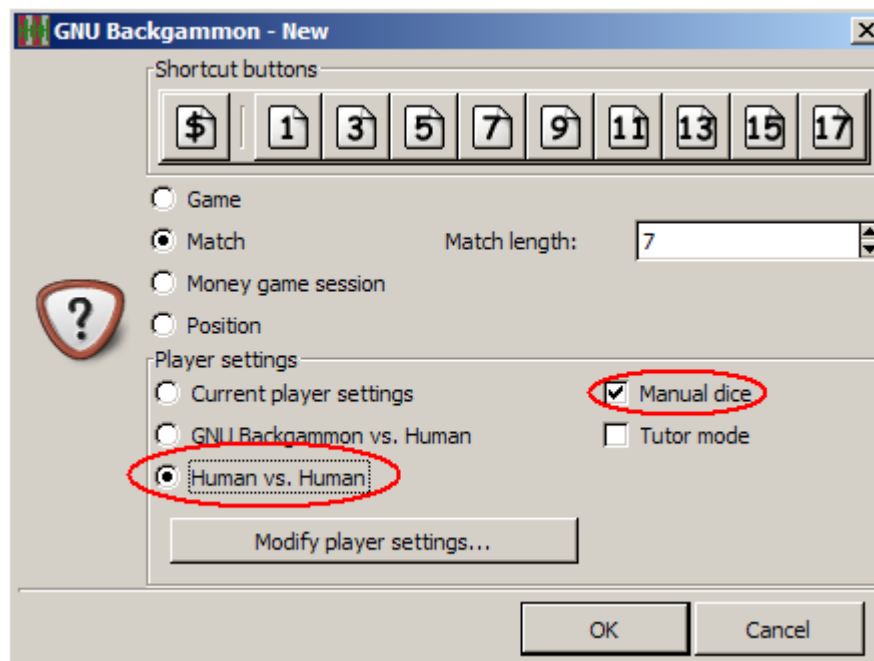 GNU Backgammon - New
Shortcut buttons
$ 1 3 5 7 9 11 13 15 17
Game
Match Match length: 7
Money game session
Position
?
Player settings
Current player settings Manual dice
GNU Backgammon vs. Human Tutor mode
Human vs. Human
Modify player settings...
OK Cancel